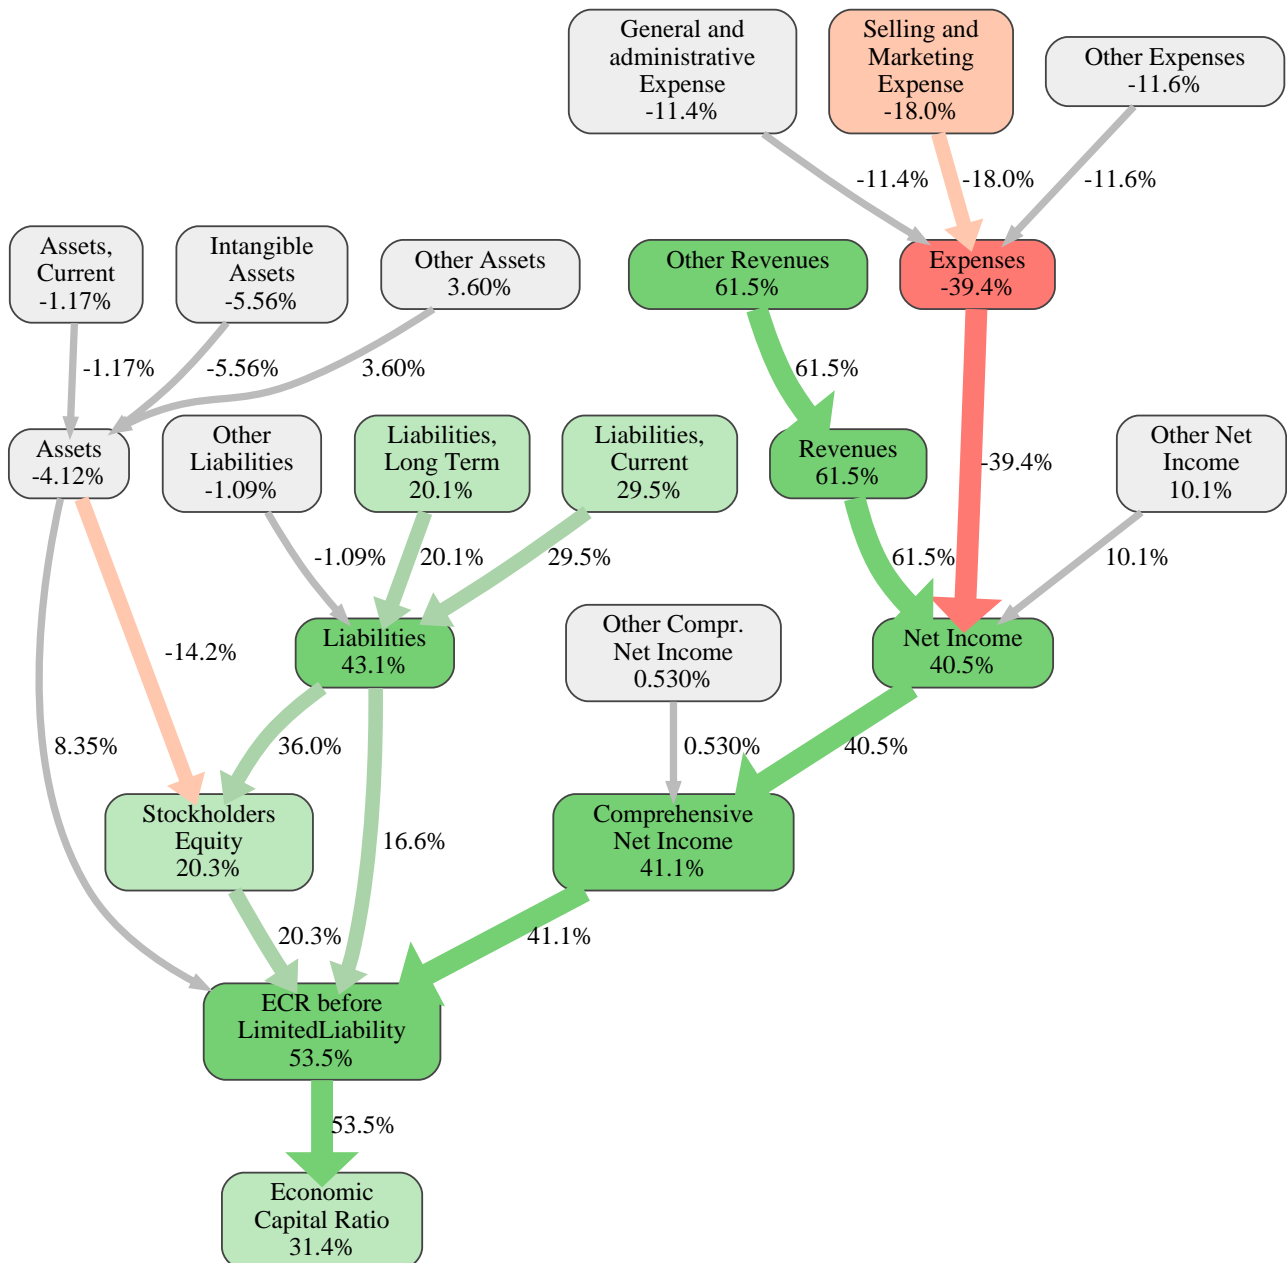 General and
administrative
Expense
-11.4%
Selling and
Marketing
Expense
-18.0%
Other Expenses
-11.6%
-11.4%
-18.0%
-11.6%
Assets,
Current
-1.17%
Intangible
Assets
-5.56%
Other Assets
3.60%
Other Revenues
61.5%
Expenses
-39.4%
-1.17%
-5.56%
3.60%
61.5%
-39.4%
Assets
-4.12%
Other
Liabilities
-1.09%
Liabilities,
Long Term
20.1%
Liabilities,
Current
29.5%
Revenues
61.5%
Other Net
Income
10.1%
-1.09%
20.1%
29.5%
61.5%
10.1%
-14.2%
Liabilities
43.1%
Other Compr.
Net Income
0.530%
Net Income
40.5%
8.35%
36.0%
16.6%
0.530%
40.5%
Stockholders
Equity
20.3%
Comprehensive
Net Income
41.1%
20.3%
41.1%
ECR before
LimitedLiability
53.5%
53.5%
Economic
Capital Ratio
31.4%